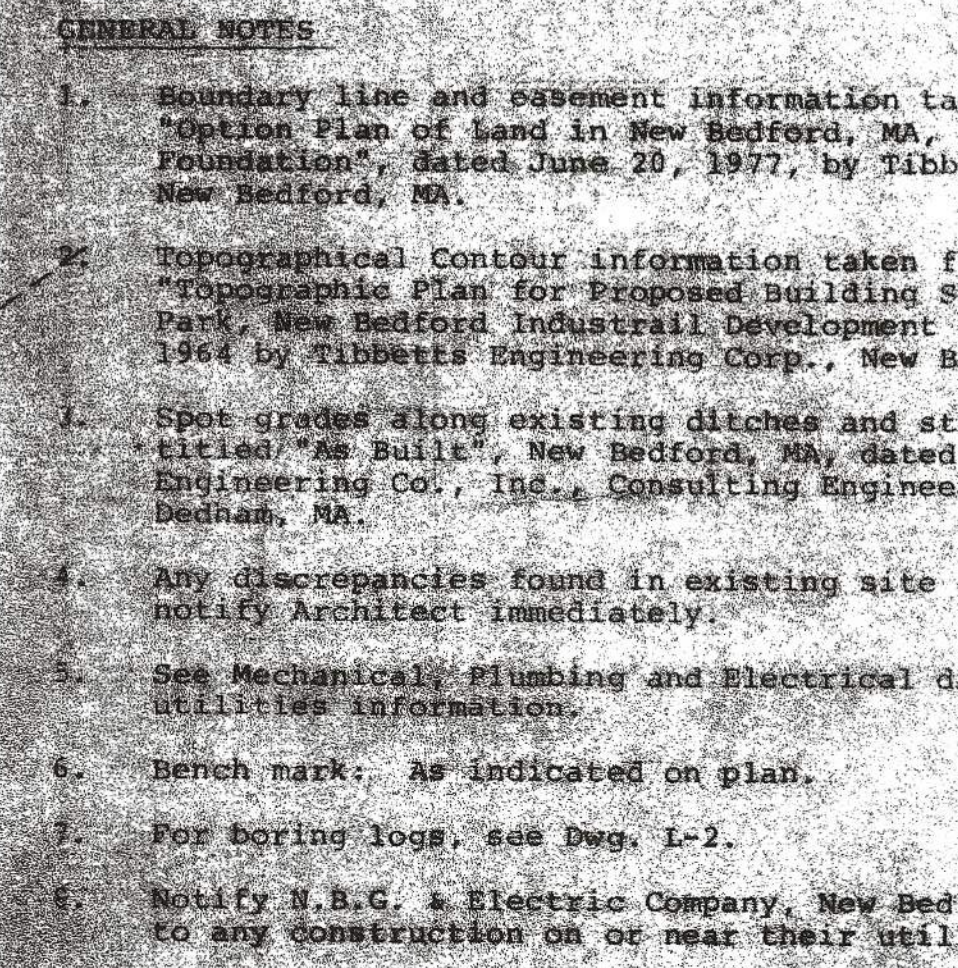 GENERAL NOTES
1. Boundary line and easement information ta
"Option Plan of Land in New Bedford, MA,
Foundation", dated June 20, 1977, by Tibb
New Bedford, MA.
2. Topographical Contour information taken f
"Topographic Plan for Proposed Building S
Park, New Bedford Industrail Development
1964 by Tibbetts Engineering Corp., New B
3. Spot grades along existing ditches and st
titled "As Built", New Bedford, MA, dated
Engineering Co., Inc., Consulting Enginee
Dedham, MA.
4. Any discrepancies found in existing site
notify Architect immediately.
5. See Mechanical, Plumbing and Electrical d
utilities information.
6. Bench mark: As indicated on plan.
7. For boring logs, see Dwg. L-2.
8. Notify N.B.G. & Electric Company, New Bed
to any construction on or near their util